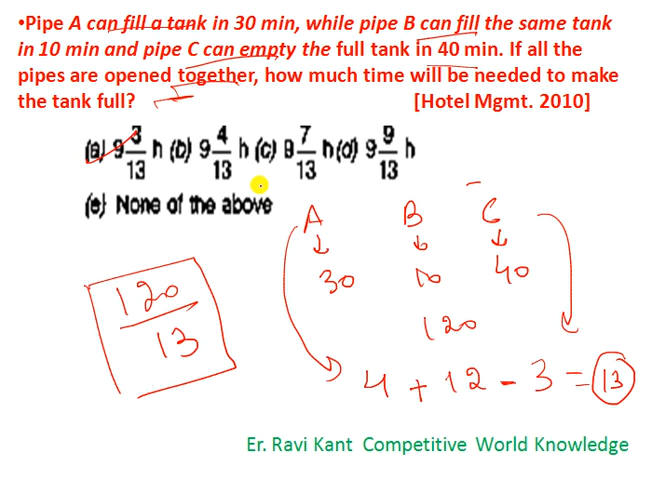 •Pipe A can fill a tank in 30 min, while pipe B can fill the same tank
in 10 min and pipe C can empty the full tank in 40 min. If all the
pipes are opened together, how much time will be needed to make
the tank full? [Hotel Mgmt. 2010]
(a) 9 3/13 h (b) 9 4/13 h (c) 8 7/13 h (d) 9 9/13 h
(e) None of the above
A B C
30 10 40
120
120/13
4 + 12 - 3 = 13
Er. Ravi Kant Competitive World Knowledge